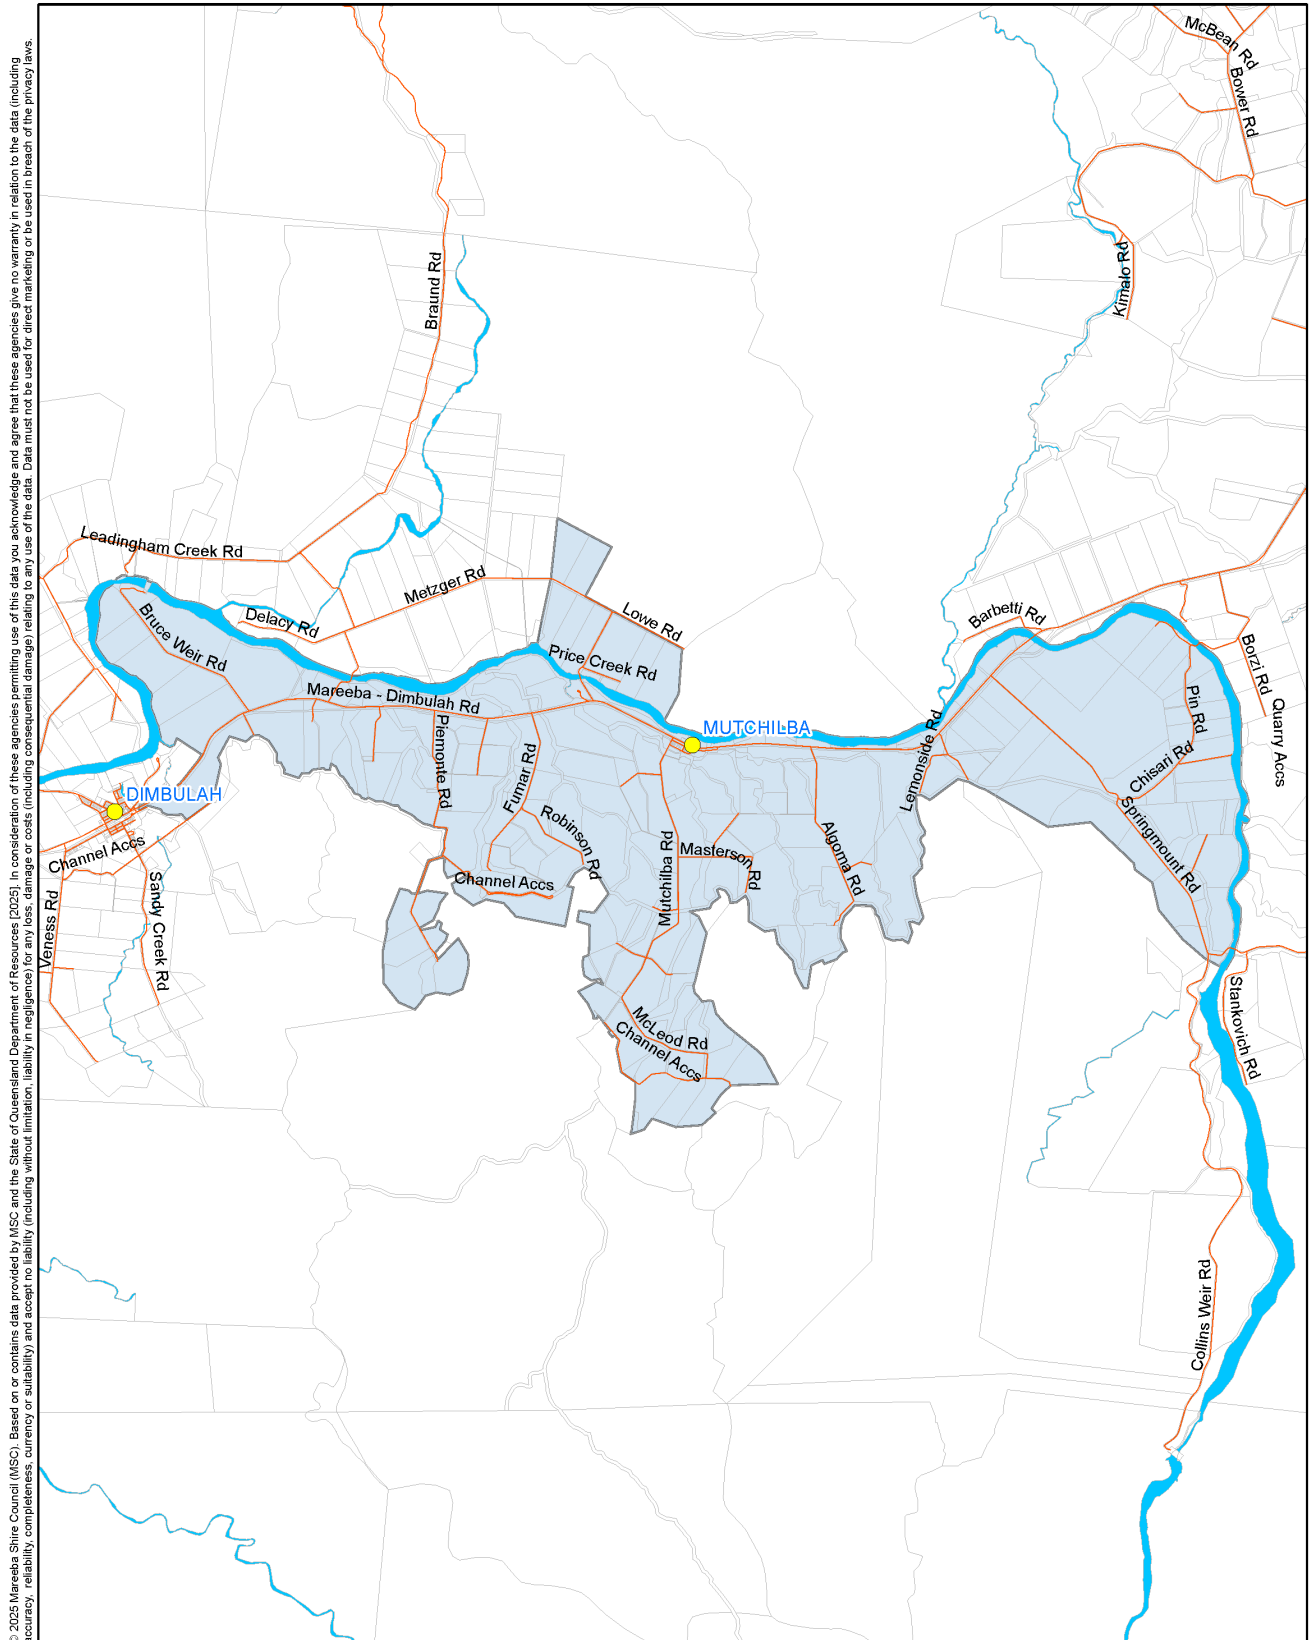 © 2025 Mareeba Shire Council (MSC). Based on or contains data provided by MSC and the State of Queensland Department of Resources [2025]. In consideration of these agencies permitting use of this data you acknowledge and agree that these agencies give no warranty in relation to the data (including
accuracy, reliability, completeness, currency or suitability) and accept no liability (including without limitation, liability in negligence) for any loss, damage or costs (including consequential damage) relating to any use of the data. Data must not be used for direct marketing or be used in breach of the privacy laws.
McBean Rd
Bower Rd
Kimalo Rd
Braund Rd
Leadingham Creek Rd
Metzger Rd
Delacy Rd
Lowe Rd
Barbetti Rd
Bruce Weir Rd
Price Creek Rd
Borzi Rd
Mareeba - Dimbulah Rd
Pin Rd
Quarry Accs
MUTCHILBA
Piemonte Rd
Fumar Rd
Lemonside Rd
Chisari Rd
DIMBULAH
Springmount Rd
Robinson Rd
Mutchilba Rd
Masterson Rd
Algoma Rd
Channel Accs
Channel Accs
Veness Rd
Sandy Creek Rd
Stankovich Rd
McLeod Rd
Channel Accs
Collins Weir Rd